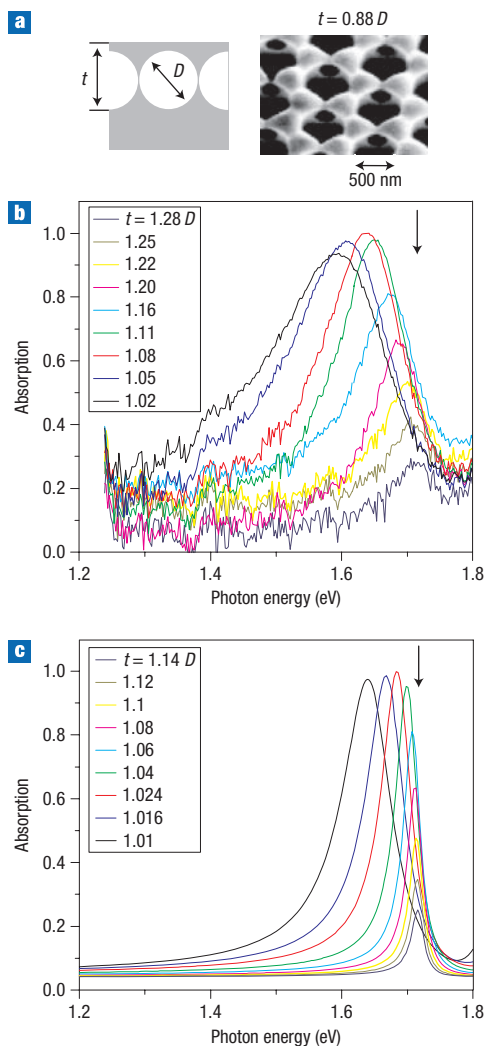 a
t = 0.88 D
t
D
500 nm
b
t = 1.28 D
1.25
1.22
1.20
1.16
1.11
1.08
1.05
1.02
1.0
0.8
0.6
0.4
0.2
0.0
Absorption
1.2 1.4 1.6 1.8
Photon energy (eV)
c
t = 1.14 D
1.12
1.1
1.08
1.06
1.04
1.024
1.016
1.01
1.0
0.8
0.6
0.4
0.2
0.0
Absorption
1.2 1.4 1.6 1.8
Photon energy (eV)